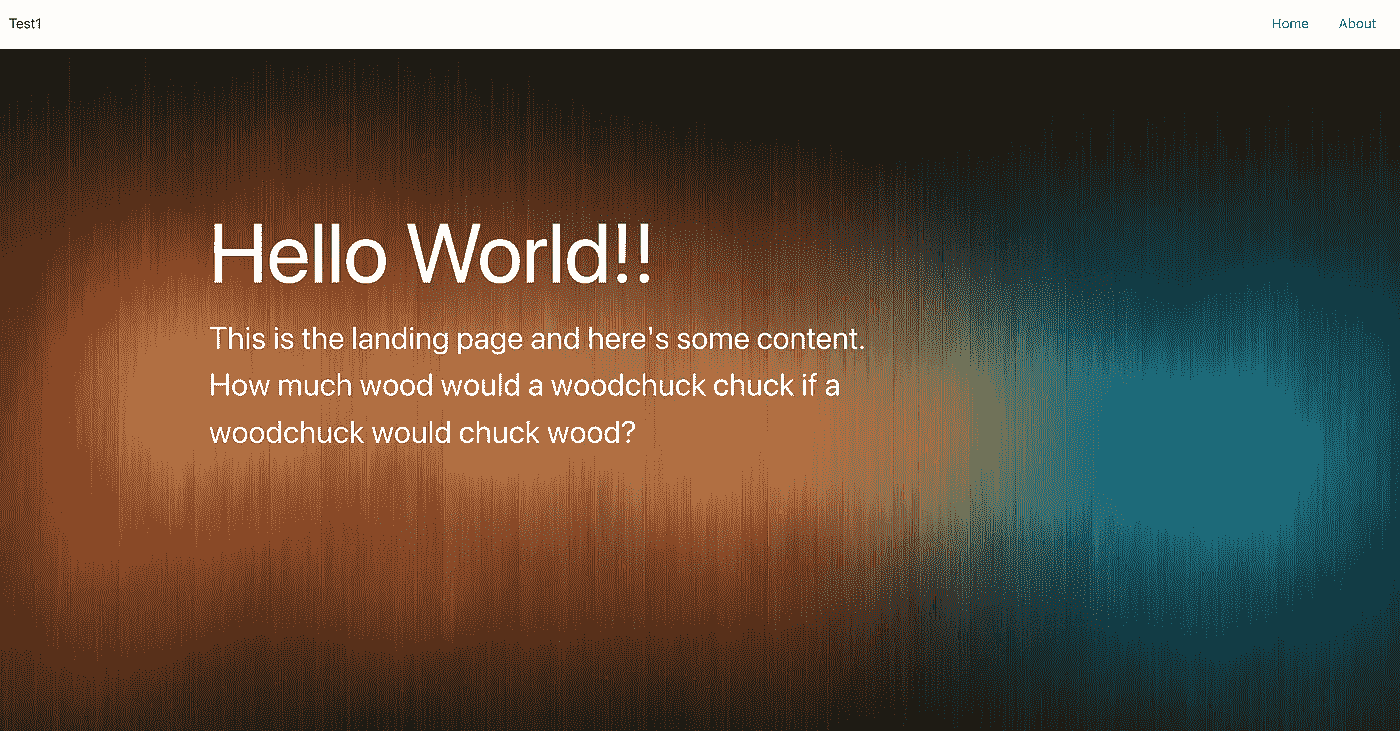 Test1
Home About
Hello World!!
This is the landing page and here's some content.
How much wood would a woodchuck chuck if a
woodchuck would chuck wood?